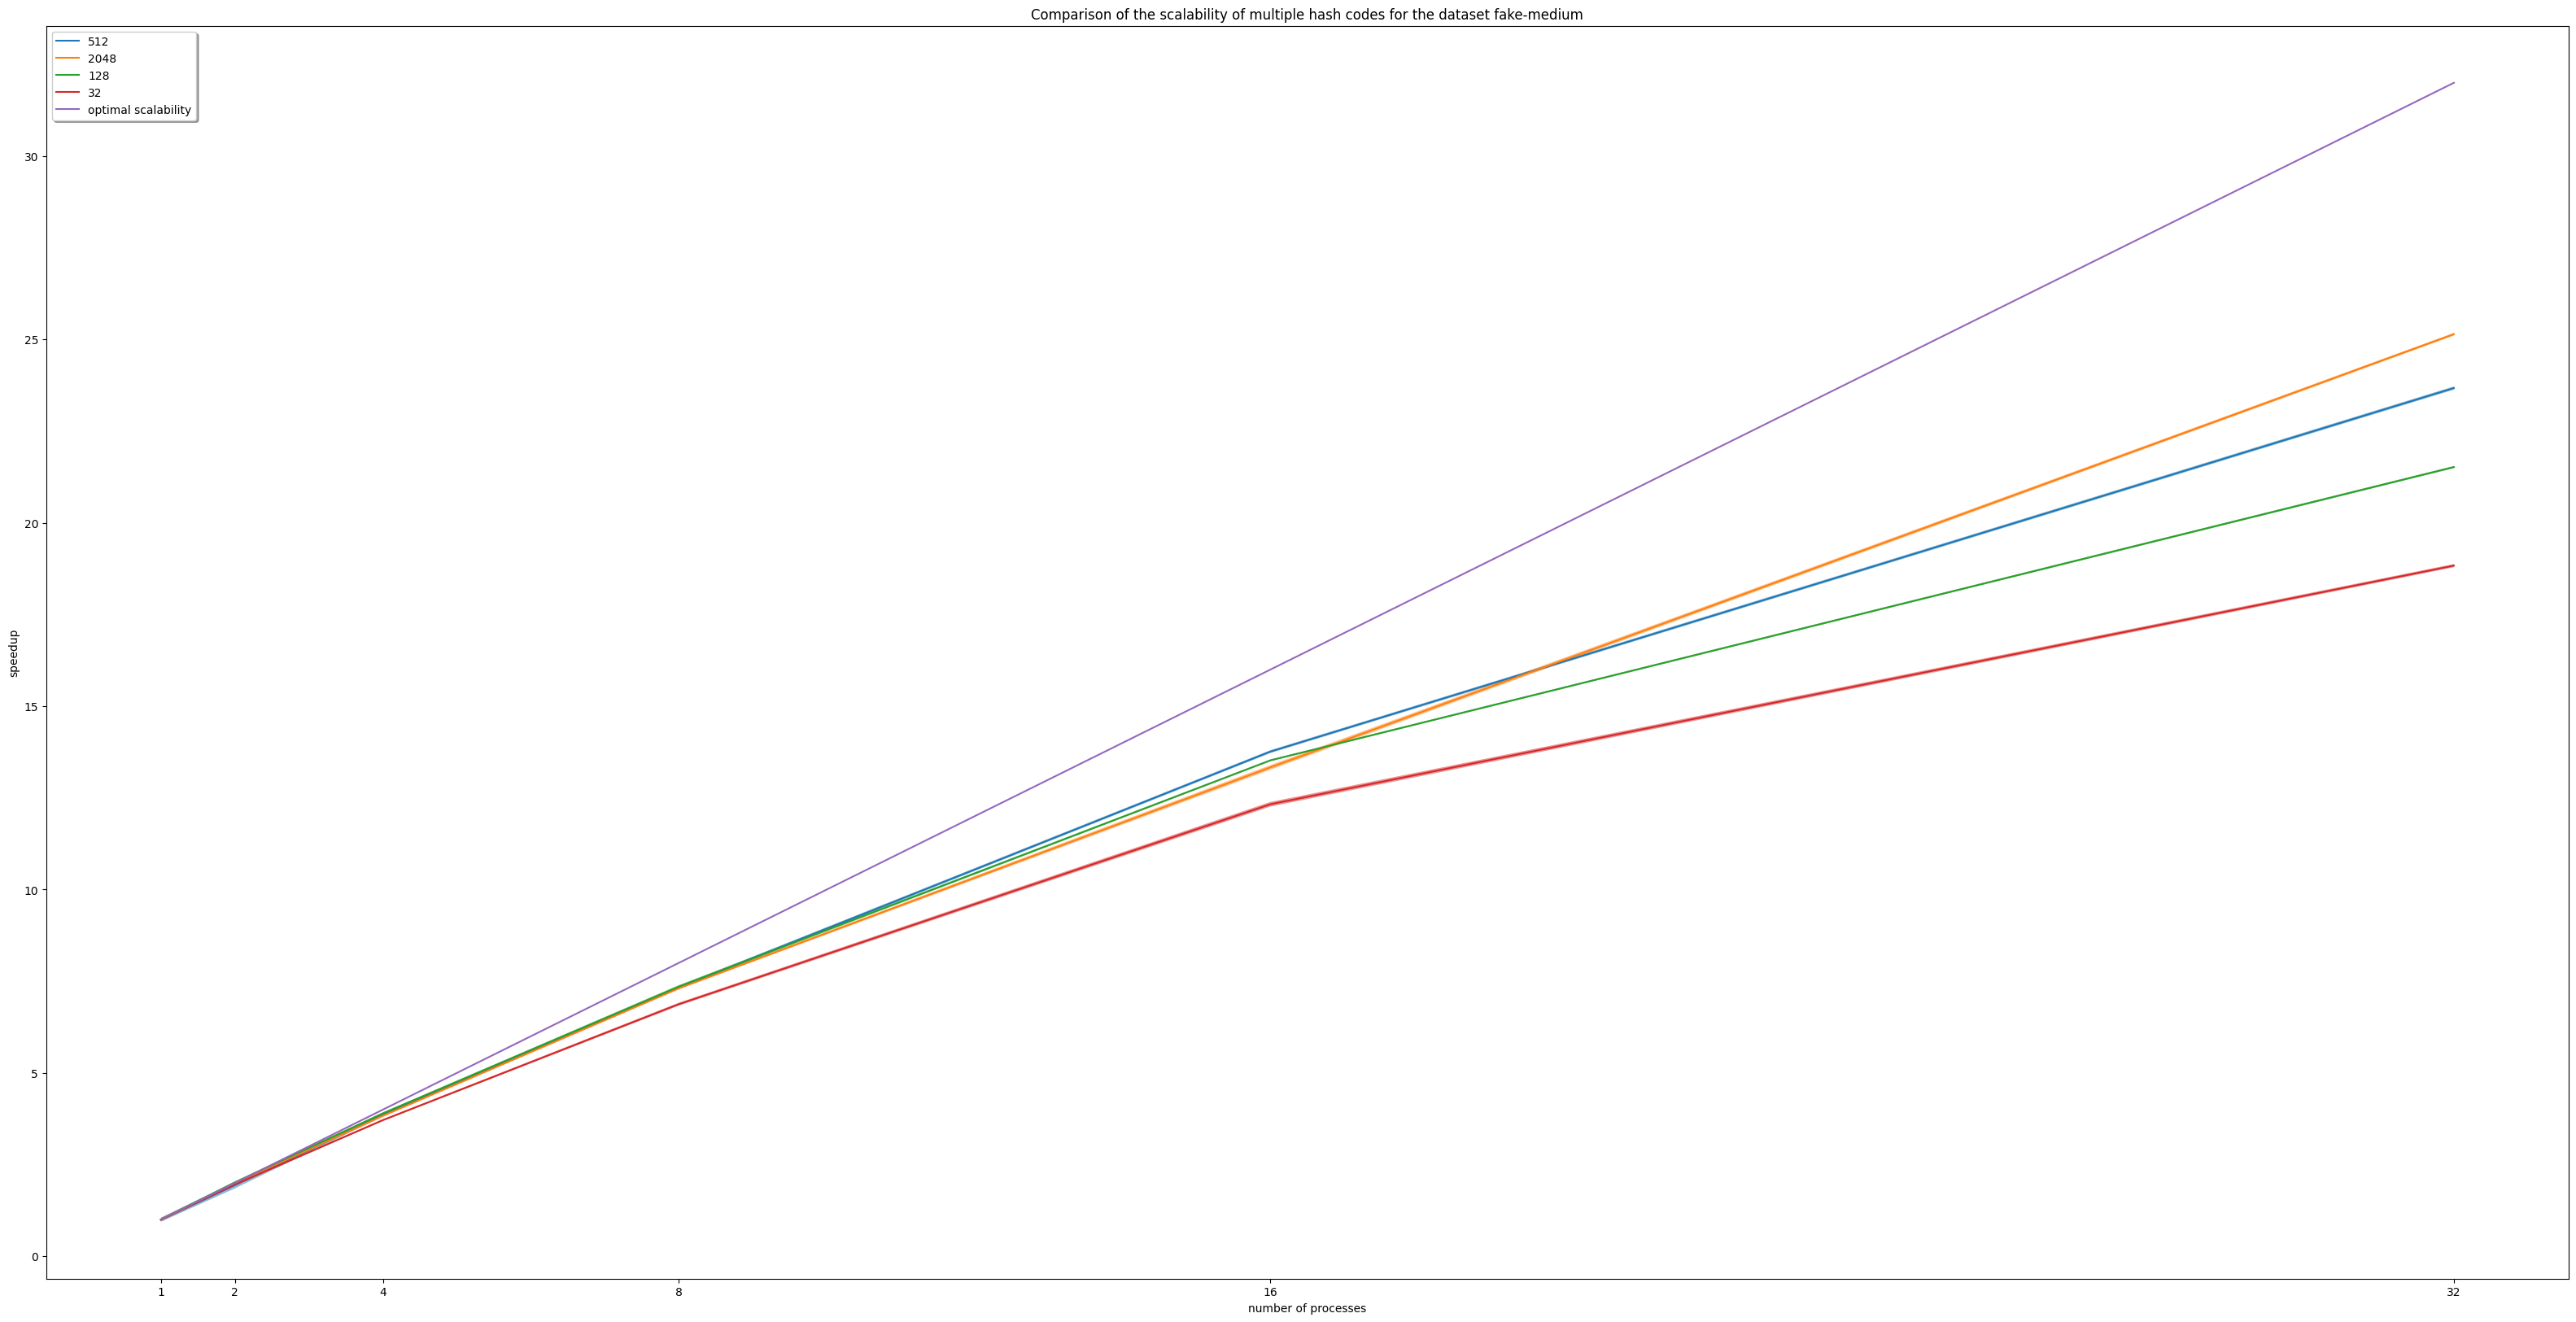 Comparison of the scalability of multiple hash codes for the dataset fake-medium
512
2048
128
32
optimal scalability
30
25
20
15
10
5
0
speedup
1 2 4 8 16 32
number of processes